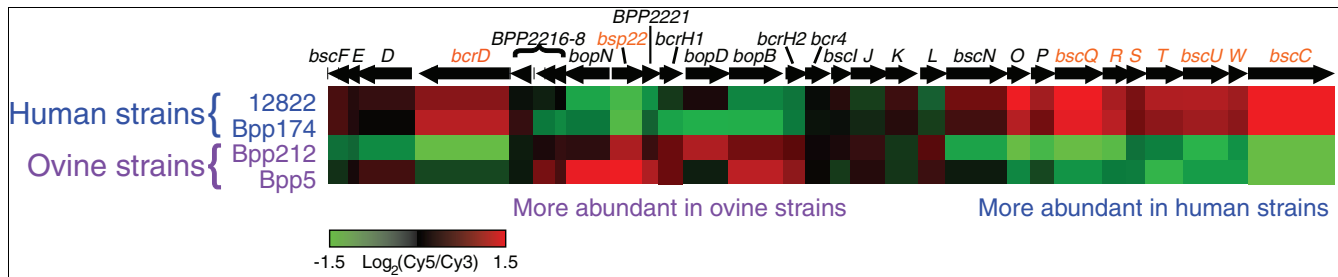 BPP2221
BPP2216-8 bsp22 bcrH1 bcrH2 bcr4
bscF E D bcrD bopN bopD bopB bscI J K L bscN O P bscQ R S T bscU W bscC
Human strains { 12822
Bpp174
Ovine strains { Bpp212
Bpp5
More abundant in ovine strains More abundant in human strains
-1.5 Log2(Cy5/Cy3) 1.5